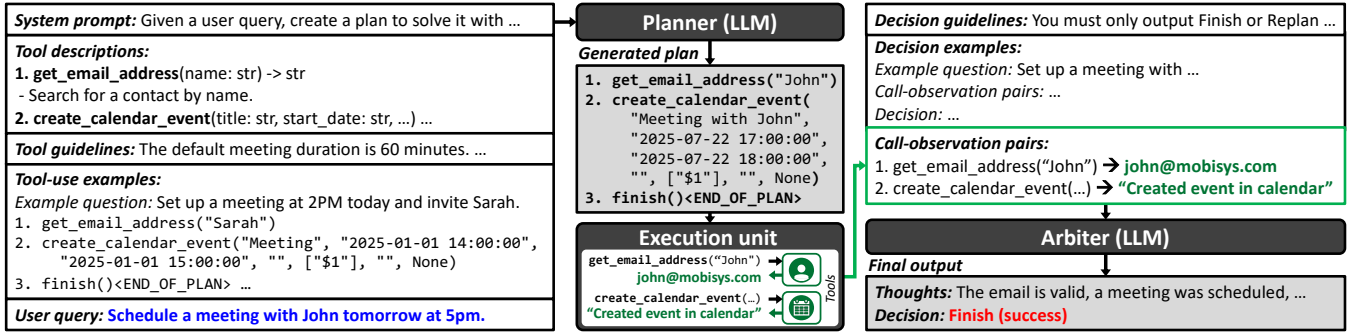 System prompt: Given a user query, create a plan to solve it with …
Tool descriptions:
1. get_email_address(name: str) -> str
- Search for a contact by name.
2. create_calendar_event(title: str, start_date: str, …) …
Tool guidelines: The default meeting duration is 60 minutes. …
Tool-use examples:
Example question: Set up a meeting at 2PM today and invite Sarah.
1. get_email_address("Sarah")
2. create_calendar_event("Meeting", "2025-01-01 14:00:00",
"2025-01-01 15:00:00", "", ["$1"], "", None)
3. finish()<END_OF_PLAN> …
User query: Schedule a meeting with John tomorrow at 5pm.
Planner (LLM)
Generated plan
1. get_email_address("John")
2. create_calendar_event(
"Meeting with John",
"2025-07-22 17:00:00",
"2025-07-22 18:00:00",
"", ["$1"], "", None)
3. finish()<END_OF_PLAN>
Execution unit
get_email_address("John")
john@mobisys.com
create_calendar_event(…)
"Created event in calendar"
Tools
Decision guidelines: You must only output Finish or Replan …
Decision examples:
Example question: Set up a meeting with …
Call-observation pairs: …
Decision: …
Call-observation pairs:
1. get_email_address(“John”) → john@mobisys.com
2. create_calendar_event(…) → “Created event in calendar”
Arbiter (LLM)
Final output
Thoughts: The email is valid, a meeting was scheduled, …
Decision: Finish (success)